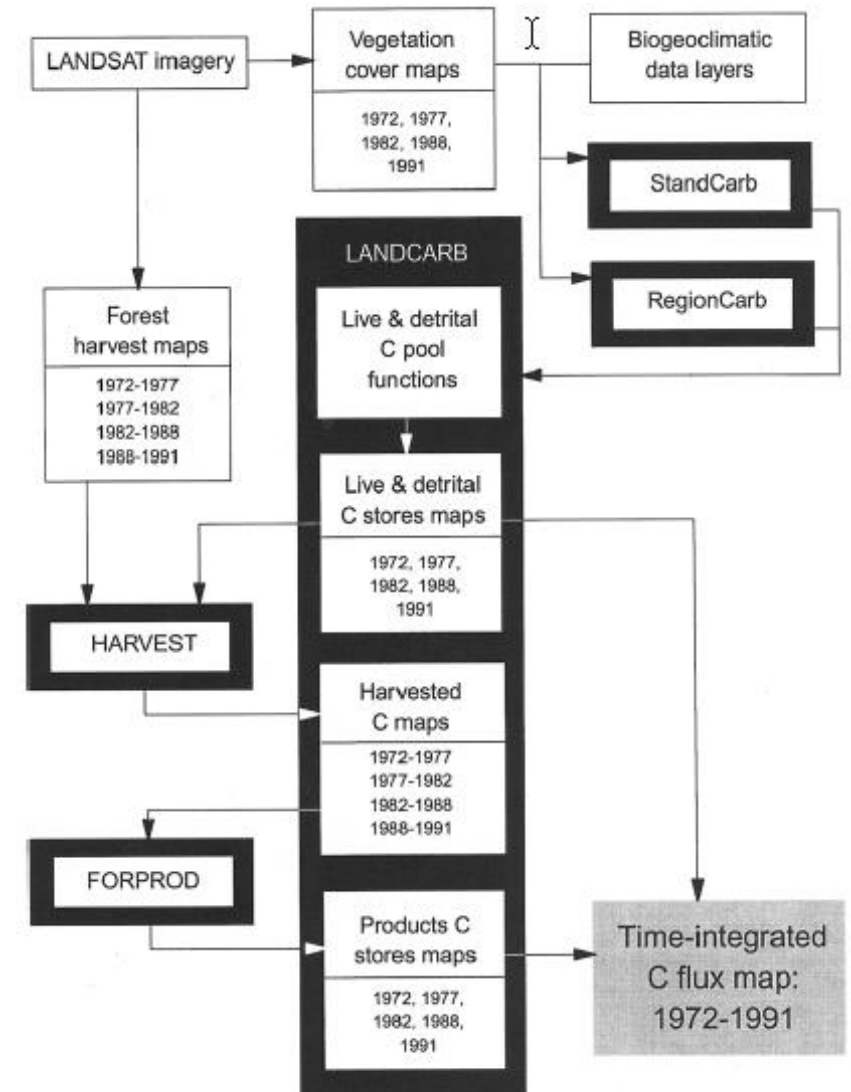 LANDSAT imagery
Vegetation
cover maps
1972, 1977,
1982, 1988,
1991
Biogeoclimatic
data layers
StandCarb
RegionCarb
LANDCARB
Live & detrital
C pool
functions
Forest
harvest maps
1972-1977
1977-1982
1982-1988
1988-1991
Live & detrital
C stores maps
1972, 1977,
1982, 1988,
1991
HARVEST
Harvested
C maps
1972-1977
1977-1982
1982-1988
1988-1991
FORPROD
Products C
stores maps
1972, 1977,
1982, 1988,
1991
Time-integrated
C flux map:
1972-1991